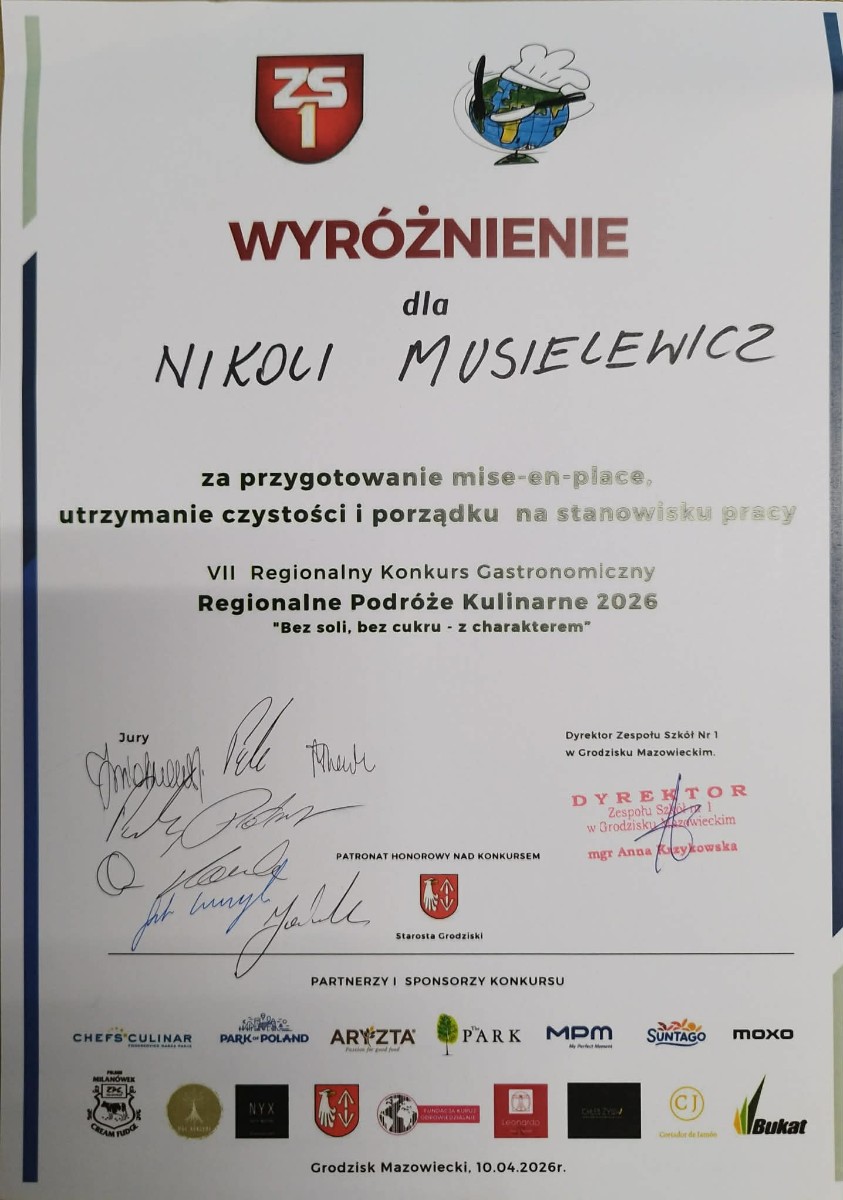 ZS
1
WYRÓŻNIENIE
dla
NIKOLI MUSIELEWICZ
za przygotowanie mise-en-place,
utrzymanie czystości i porządku na stanowisku pracy
VII Regionalny Konkurs Gastronomiczny
Regionalne Podróże Kulinarne 2026
"Bez soli, bez cukru - z charakterem"
Jury
Dyrektor Zespołu Szkół Nr 1
w Grodzisku Mazowieckim.
DYREKTOR
Zespołu Szkół nr 1
w Grodzisku Mazowieckim
mgr Anna Krzykowska
PATRONAT HONOROWY NAD KONKURSEM
Starosta Grodziski
PARTNERZY I SPONSORZY KONKURSU
CHEFS CULINAR
PARK OF POLAND
ARYZTA
Passion for good food
The PARK
MPM
My Perfect Moment
SUNTAGO
moxo
MILANÓWEK
CREAM FUDGE
NYX
Leonardo
CJ
Bukat
Grodzisk Mazowiecki, 10.04.2026r.